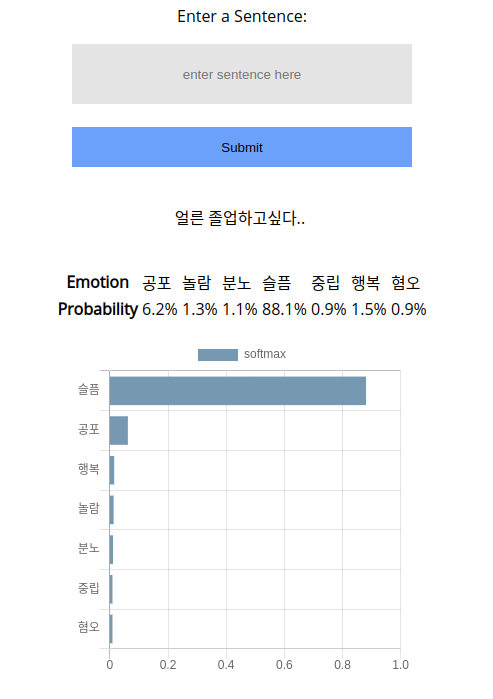 Enter a Sentence:
enter sentence here
Submit
얼른 졸업하고싶다..
Emotion 공포 놀람 분노 슬픔 중립 행복 혐오
Probability 6.2% 1.3% 1.1% 88.1% 0.9% 1.5% 0.9%
softmax
슬픔
공포
행복
놀람
분노
중립
혐오
0 0.2 0.4 0.6 0.8 1.0